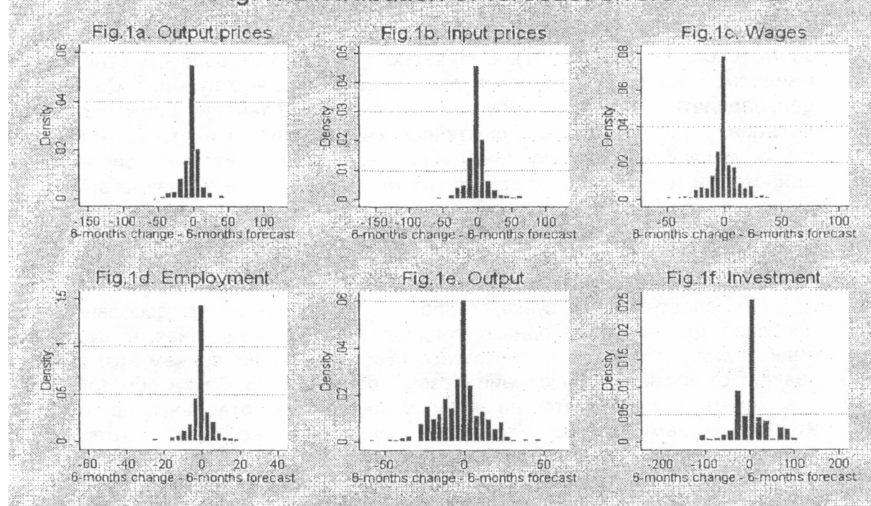 Fig.1a. Output prices
Density
0 .02 .04 .06
-150 -100 -50 0 50 100
6-months change - 6-months forecast
Fig.1b. Input prices
Density
0 .01 .02 .03 .04 .05
-150 -100 -50 0 50 100
6-months change - 6-months forecast
Fig.1c. Wages
Density
0 .02 .04 .06 .08
-50 0 50 100
6-months change - 6-months forecast
Fig.1d. Employment
Density
0 .05 .1 .15
-60 -40 -20 0 20 40
6-months change - 6-months forecast
Fig.1e. Output
Density
0 .02 .04 .06
-50 0 50
6-months change - 6-months forecast
Fig.1f. Investment
Density
0 .005 .01 .015 .02 .025
-200 -100 0 100 200
6-months change - 6-months forecast